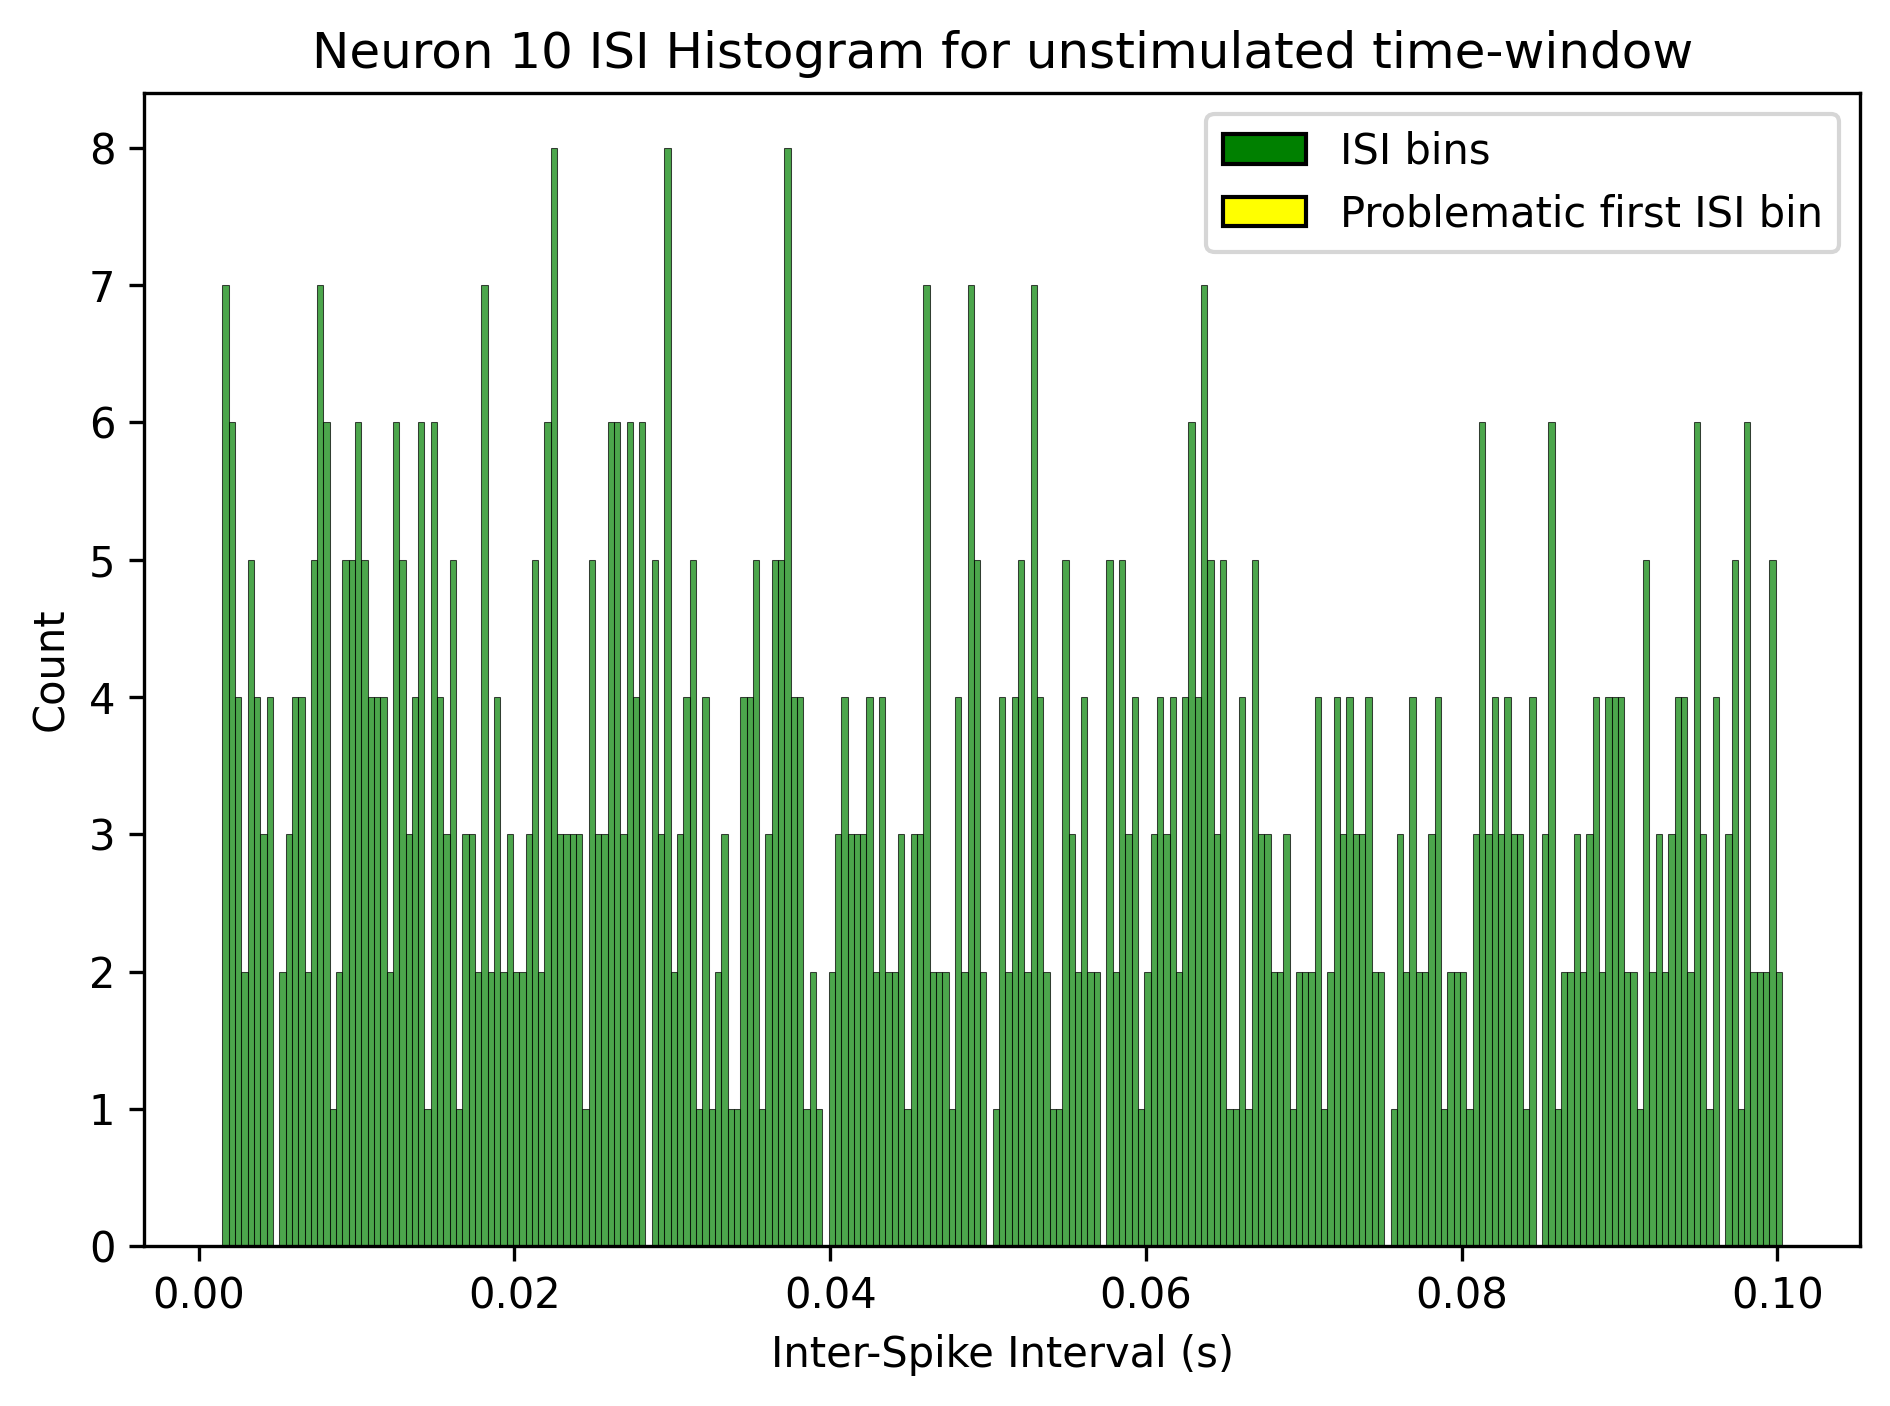 Neuron 10 ISI Histogram for unstimulated time-window
ISI bins
Problematic first ISI bin
8
7
6
5
4
3
2
1
0
Count
0.00 0.02 0.04 0.06 0.08 0.10
Inter-Spike Interval (s)